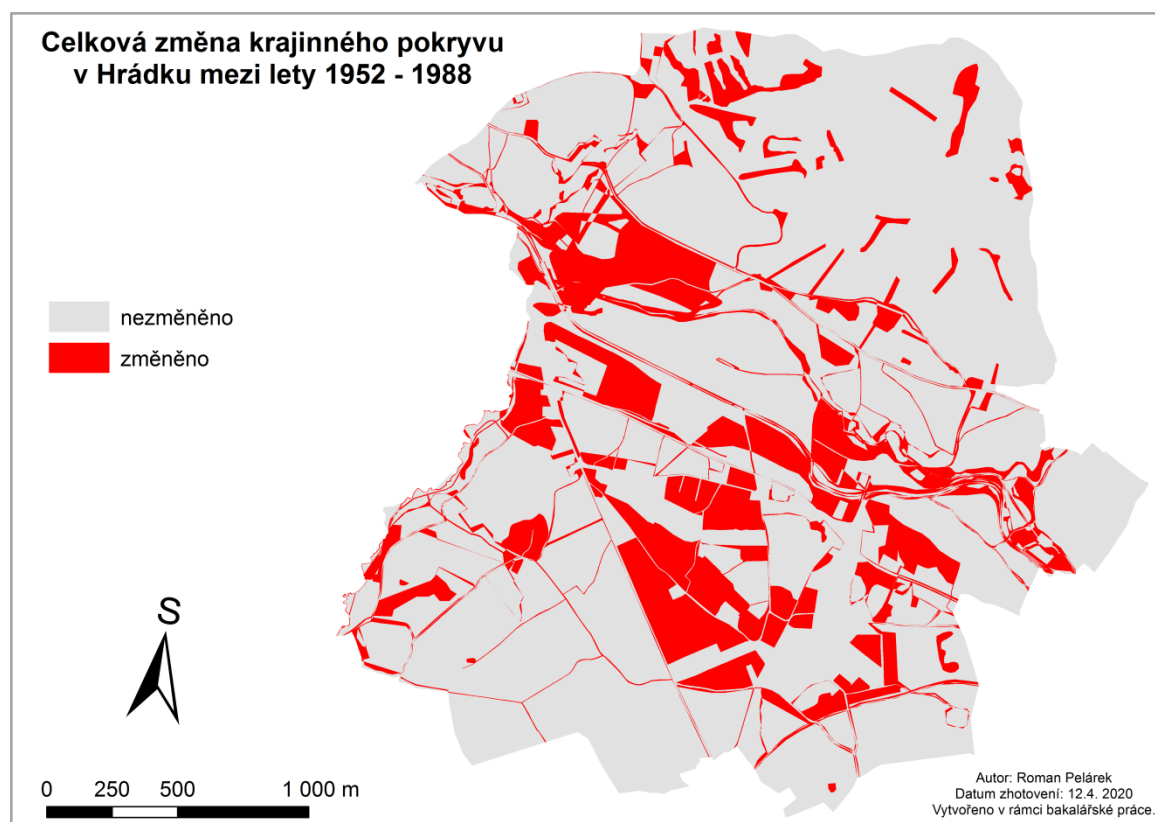 Celková změna krajinného pokryvu
v Hrádku mezi lety 1952 - 1988
nezměněno
změněno
S
0 250 500 1 000 m
Autor: Roman Pelárek
Datum zhotovení: 12.4. 2020
Vytvořeno v rámci bakalářské práce.